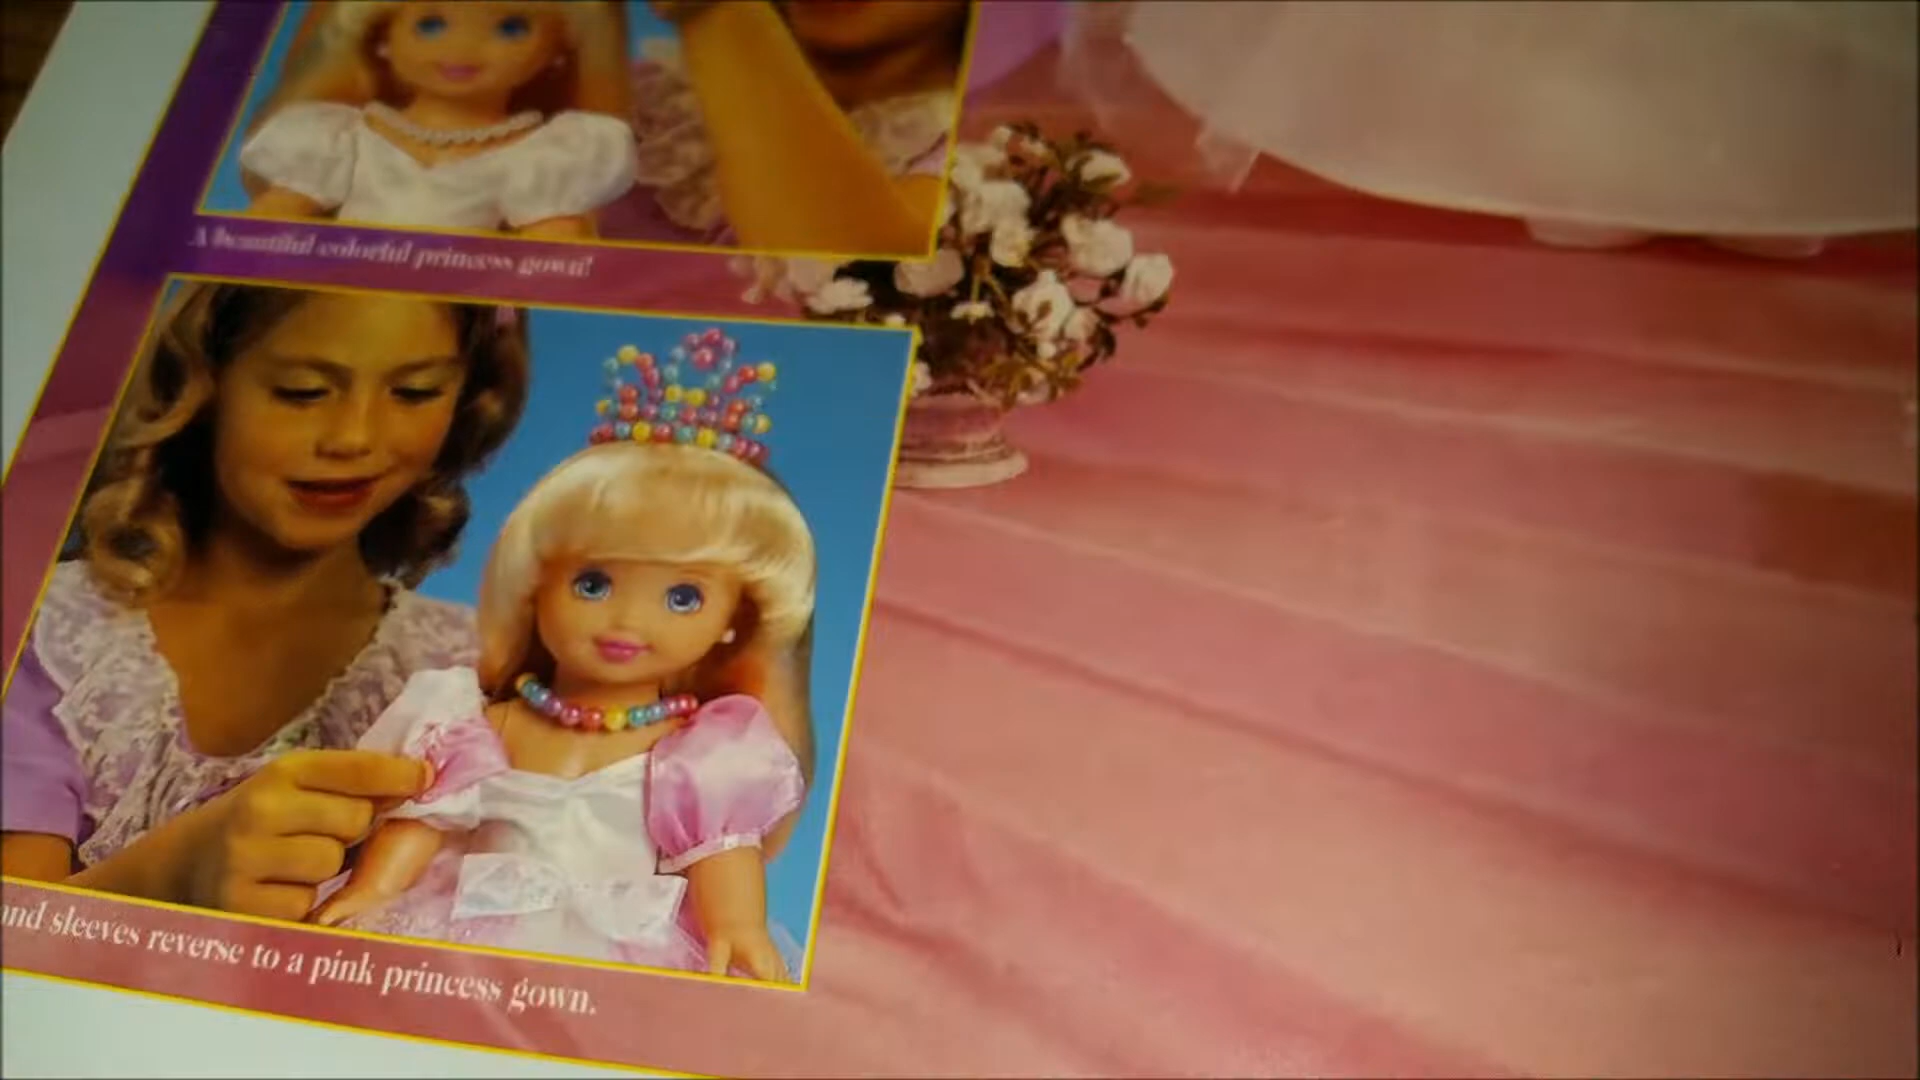 A beautiful colorful princess gown!
and sleeves reverse to a pink princess gown.